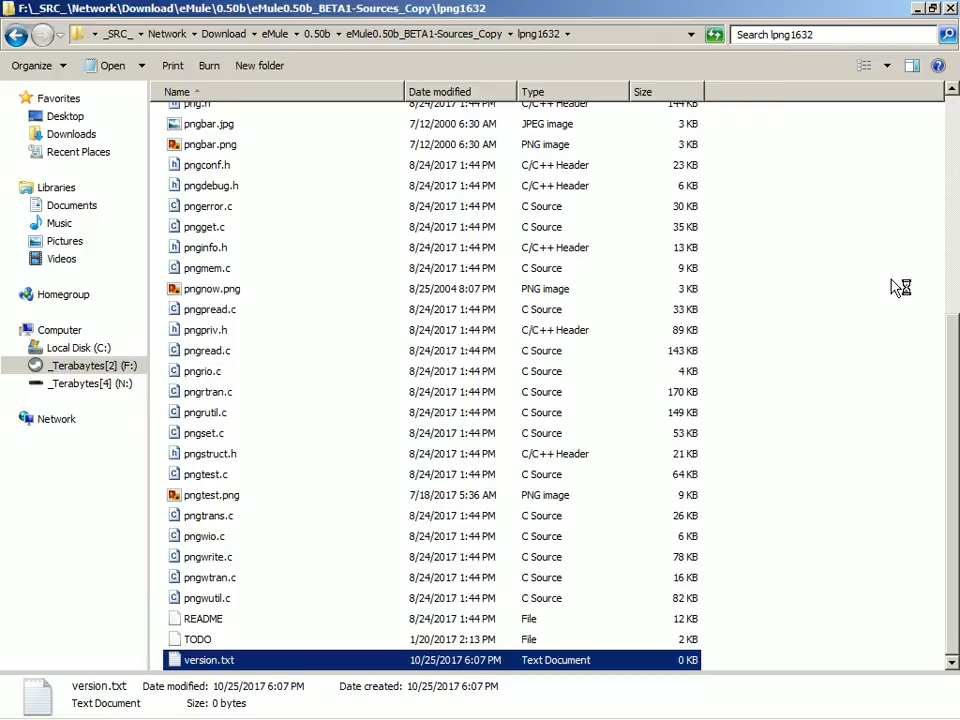 F:\_SRC_\Network\Download\eMule\0.50b\eMule0.50b_BETA1-Sources_Copy\lpng1632
_SRC_ Network Download eMule 0.50b eMule0.50b_BETA1-Sources_Copy lpng1632 Search lpng1632
Organize Open Print Burn New folder
Name Date modified Type Size
Favorites
Desktop
Downloads
Recent Places
Libraries
Documents
Music
Pictures
Videos
Homegroup
Computer
Local Disk (C:)
_Terabaytes[2] (F:)
_Terabytes[4] (N:)
Network
png.h 8/24/2017 1:44 PM C/C++ Header 144 KB
pngbar.jpg 7/12/2000 6:30 AM JPEG image 3 KB
pngbar.png 7/12/2000 6:30 AM PNG image 3 KB
pngconf.h 8/24/2017 1:44 PM C/C++ Header 23 KB
pngdebug.h 8/24/2017 1:44 PM C/C++ Header 6 KB
pngerror.c 8/24/2017 1:44 PM C Source 30 KB
pngget.c 8/24/2017 1:44 PM C Source 35 KB
pnginfo.h 8/24/2017 1:44 PM C/C++ Header 13 KB
pngmem.c 8/24/2017 1:44 PM C Source 9 KB
pngnow.png 8/25/2004 8:07 PM PNG image 3 KB
pngpread.c 8/24/2017 1:44 PM C Source 33 KB
pngpriv.h 8/24/2017 1:44 PM C/C++ Header 89 KB
pngread.c 8/24/2017 1:44 PM C Source 143 KB
pngrio.c 8/24/2017 1:44 PM C Source 4 KB
pngrtran.c 8/24/2017 1:44 PM C Source 170 KB
pngrutil.c 8/24/2017 1:44 PM C Source 149 KB
pngset.c 8/24/2017 1:44 PM C Source 53 KB
pngstruct.h 8/24/2017 1:44 PM C/C++ Header 21 KB
pngtest.c 8/24/2017 1:44 PM C Source 64 KB
pngtest.png 7/18/2017 5:36 AM PNG image 9 KB
pngtrans.c 8/24/2017 1:44 PM C Source 26 KB
pngwio.c 8/24/2017 1:44 PM C Source 6 KB
pngwrite.c 8/24/2017 1:44 PM C Source 78 KB
pngwtran.c 8/24/2017 1:44 PM C Source 16 KB
pngwutil.c 8/24/2017 1:44 PM C Source 82 KB
README 8/24/2017 1:44 PM File 12 KB
TODO 1/20/2017 2:13 PM File 2 KB
version.txt 10/25/2017 6:07 PM Text Document 0 KB
version.txt Date modified: 10/25/2017 6:07 PM Date created: 10/25/2017 6:07 PM
Text Document Size: 0 bytes